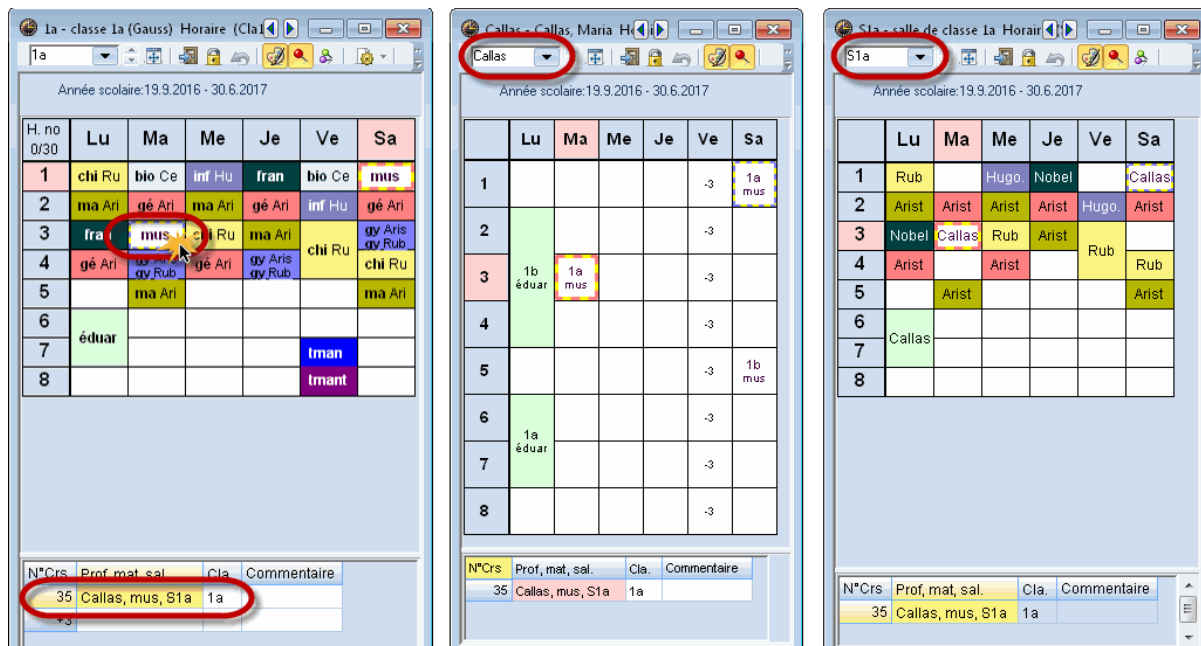 1a - classe 1a (Gauss) Horaire (Cla1
1a
Année scolaire:19.9.2016 - 30.6.2017
H. no 0/30 Lu Ma Me Je Ve Sa
1 chi Ru bio Ce inf Hu fran bio Ce mus
2 ma Ari gé Ari ma Ari gé Ari inf Hu gé Ari
3 fran mus chi Ru ma Ari chi Ru gy Aris gy_Rub_
4 gé Ari gy_Rub_ gé Ari gy Aris gy_Rub_ chi Ru
5 ma Ari ma Ari
6 éduar
7 tman
8 tmant
N°Crs Prof, mat, sal. Cla. Commentaire
35 Callas, mus, S1a 1a
+3
Callas - Callas, Maria
Callas
Année scolaire:19.9.2016 - 30.6.2017
Lu Ma Me Je Ve Sa
1 -3 1a mus
2 -3
3 1b éduar 1a mus
4 -3
5 -3 1b mus
6 1a éduar -3
7 -3
8 -3
N°Crs Prof, mat, sal. Cla. Commentaire
35 Callas, mus, S1a 1a
S1a - salle de classe 1a Horair
S1a
Année scolaire:19.9.2016 - 30.6.2017
Lu Ma Me Je Ve Sa
1 Rub Hugo. Nobel Callas
2 Arist Arist Arist Arist Hugo. Arist
3 Nobel Callas Rub Arist Rub
4 Arist Arist Rub
5 Arist Arist
6 Callas
7
8
N°Crs Prof, mat, sal. Cla. Commentaire
35 Callas, mus, S1a 1a